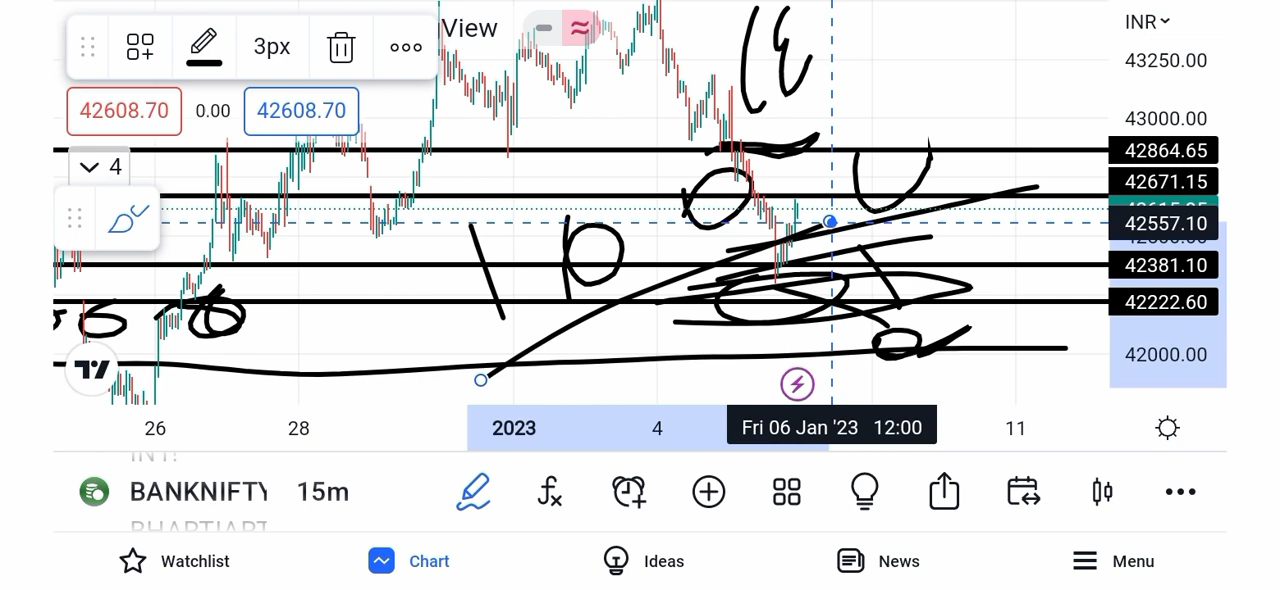 View
INR
3px
43250.00
42608.70 0.00 42608.70
43000.00
42864.65
4
42671.15
42557.10
42381.10
42222.60
42000.00
26 28 2023 4 Fri 06 Jan '23 12:00 11
BANKNIFTY 15m
Watchlist Chart Ideas News Menu